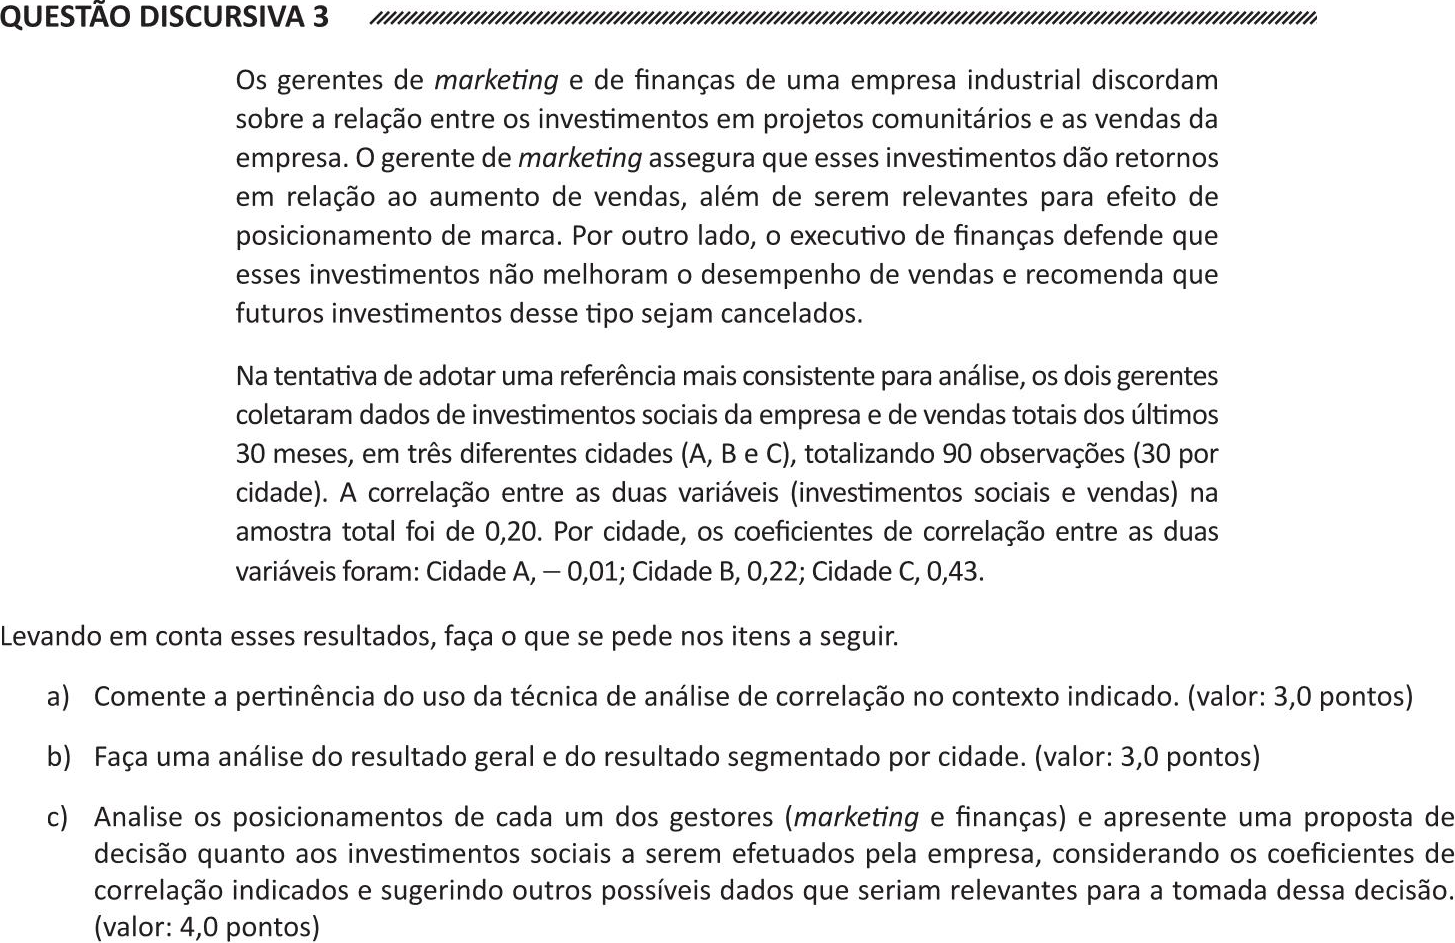 QUESTÃO DISCURSIVA 3
Os gerentes de marketing e de finanças de uma empresa industrial discordam
sobre a relação entre os investimentos em projetos comunitários e as vendas da
empresa. O gerente de marketing assegura que esses investimentos dão retornos
em relação ao aumento de vendas, além de serem relevantes para efeito de
posicionamento de marca. Por outro lado, o executivo de finanças defende que
esses investimentos não melhoram o desempenho de vendas e recomenda que
futuros investimentos desse tipo sejam cancelados.
Na tentativa de adotar uma referência mais consistente para análise, os dois gerentes
coletaram dados de investimentos sociais da empresa e de vendas totais dos últimos
30 meses, em três diferentes cidades (A, B e C), totalizando 90 observações (30 por
cidade). A correlação entre as duas variáveis (investimentos sociais e vendas) na
amostra total foi de 0,20. Por cidade, os coeficientes de correlação entre as duas
variáveis foram: Cidade A, – 0,01; Cidade B, 0,22; Cidade C, 0,43.
Levando em conta esses resultados, faça o que se pede nos itens a seguir.
a) Comente a pertinência do uso da técnica de análise de correlação no contexto indicado. (valor: 3,0 pontos)
b) Faça uma análise do resultado geral e do resultado segmentado por cidade. (valor: 3,0 pontos)
c) Analise os posicionamentos de cada um dos gestores (marketing e finanças) e apresente uma proposta de
decisão quanto aos investimentos sociais a serem efetuados pela empresa, considerando os coeficientes de
correlação indicados e sugerindo outros possíveis dados que seriam relevantes para a tomada dessa decisão.
(valor: 4,0 pontos)